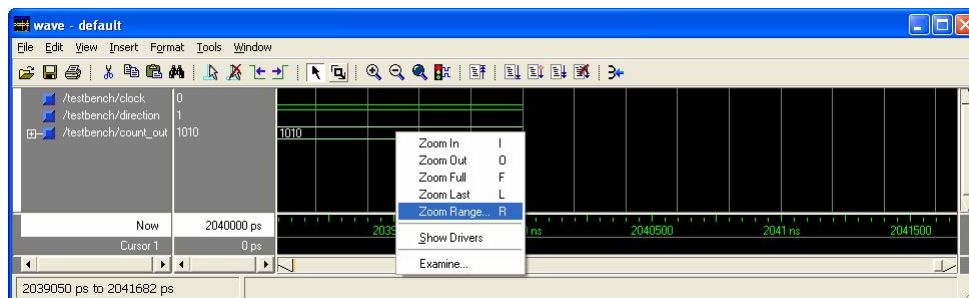 wave - default
File Edit View Insert Format Tools Window
/testbench/clock 0
/testbench/direction 1
/testbench/count_out 1010
1010
Zoom In I
Zoom Out O
Zoom Full F
Zoom Last L
Zoom Range... R
Show Drivers
Examine...
Now 2040000 ps
ns 2040500 2041 ns 2041500
Cursor 1 0 ps
2039050 ps to 2041682 ps